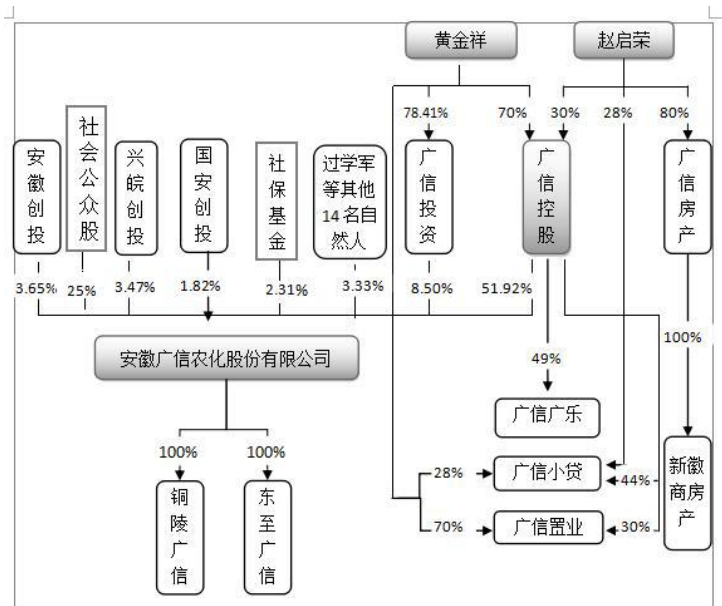 黄金祥
赵启荣
78.41%
70%
30%
28%
80%
安徽创投
社会公众股
兴皖创投
国安创投
社保基金
过学军
等其他
14 名自
然人
广信投资
广信控股
广信房产
3.65%
25%
3.47%
1.82%
2.31%
3.33%
8.50%
51.92%
100%
安徽广信农化股份有限公司
49%
广信广乐
100%
100%
28%
广信小贷
44%
新徽
商房
产
铜陵广信
东至广信
70%
广信置业
30%